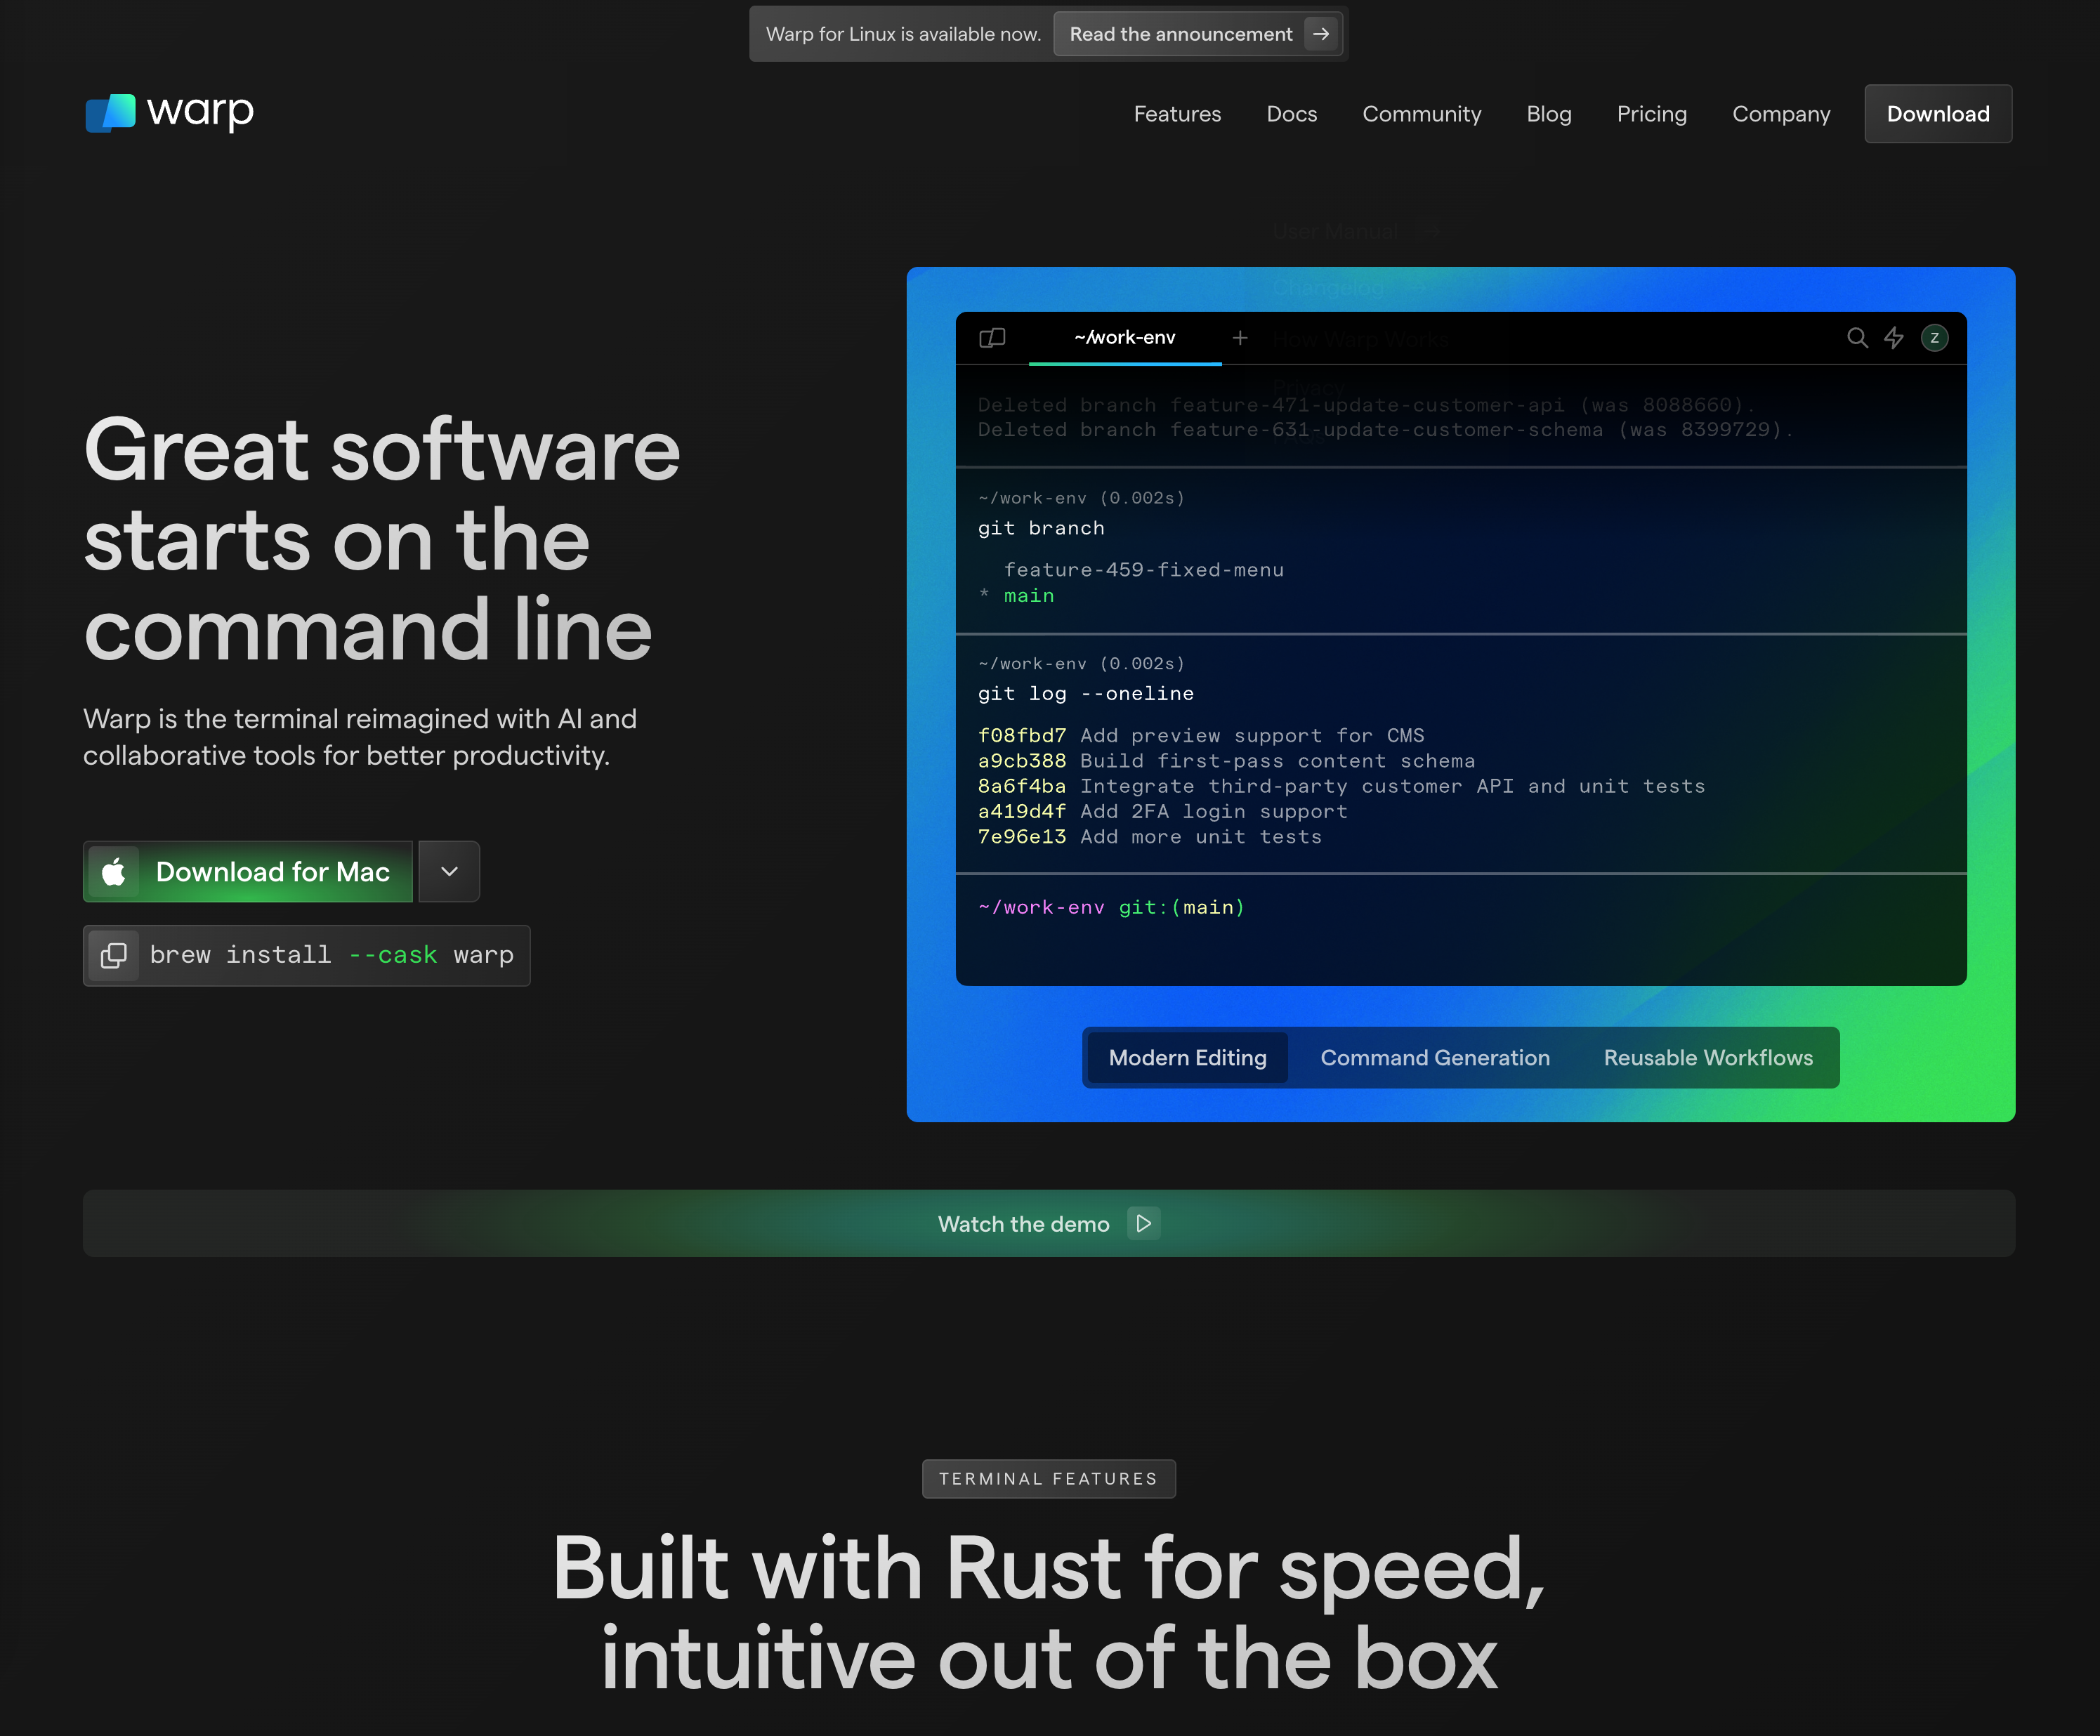 Warp for Linux is available now. Read the announcement
warp
Features Docs Community Blog Pricing Company Download
User Manual
Changelog
~/work-env
How Warp Works
Privacy
Deleted branch feature-471-update-customer-api (was 8088660).
Deleted branch feature-631-update-customer-schema (was 8399729).
~/work-env (0.002s)
git branch
feature-459-fixed-menu
* main
~/work-env (0.002s)
git log --oneline
f08fbd7 Add preview support for CMS
a9cb388 Build first-pass content schema
8a6f4ba Integrate third-party customer API and unit tests
a419d4f Add 2FA login support
7e96e13 Add more unit tests
~/work-env git:(main)
Z
Modern Editing Command Generation Reusable Workflows
Great software
starts on the
command line
Warp is the terminal reimagined with AI and
collaborative tools for better productivity.
Download for Mac
brew install --cask warp
Watch the demo
TERMINAL FEATURES
Built with Rust for speed,
intuitive out of the box